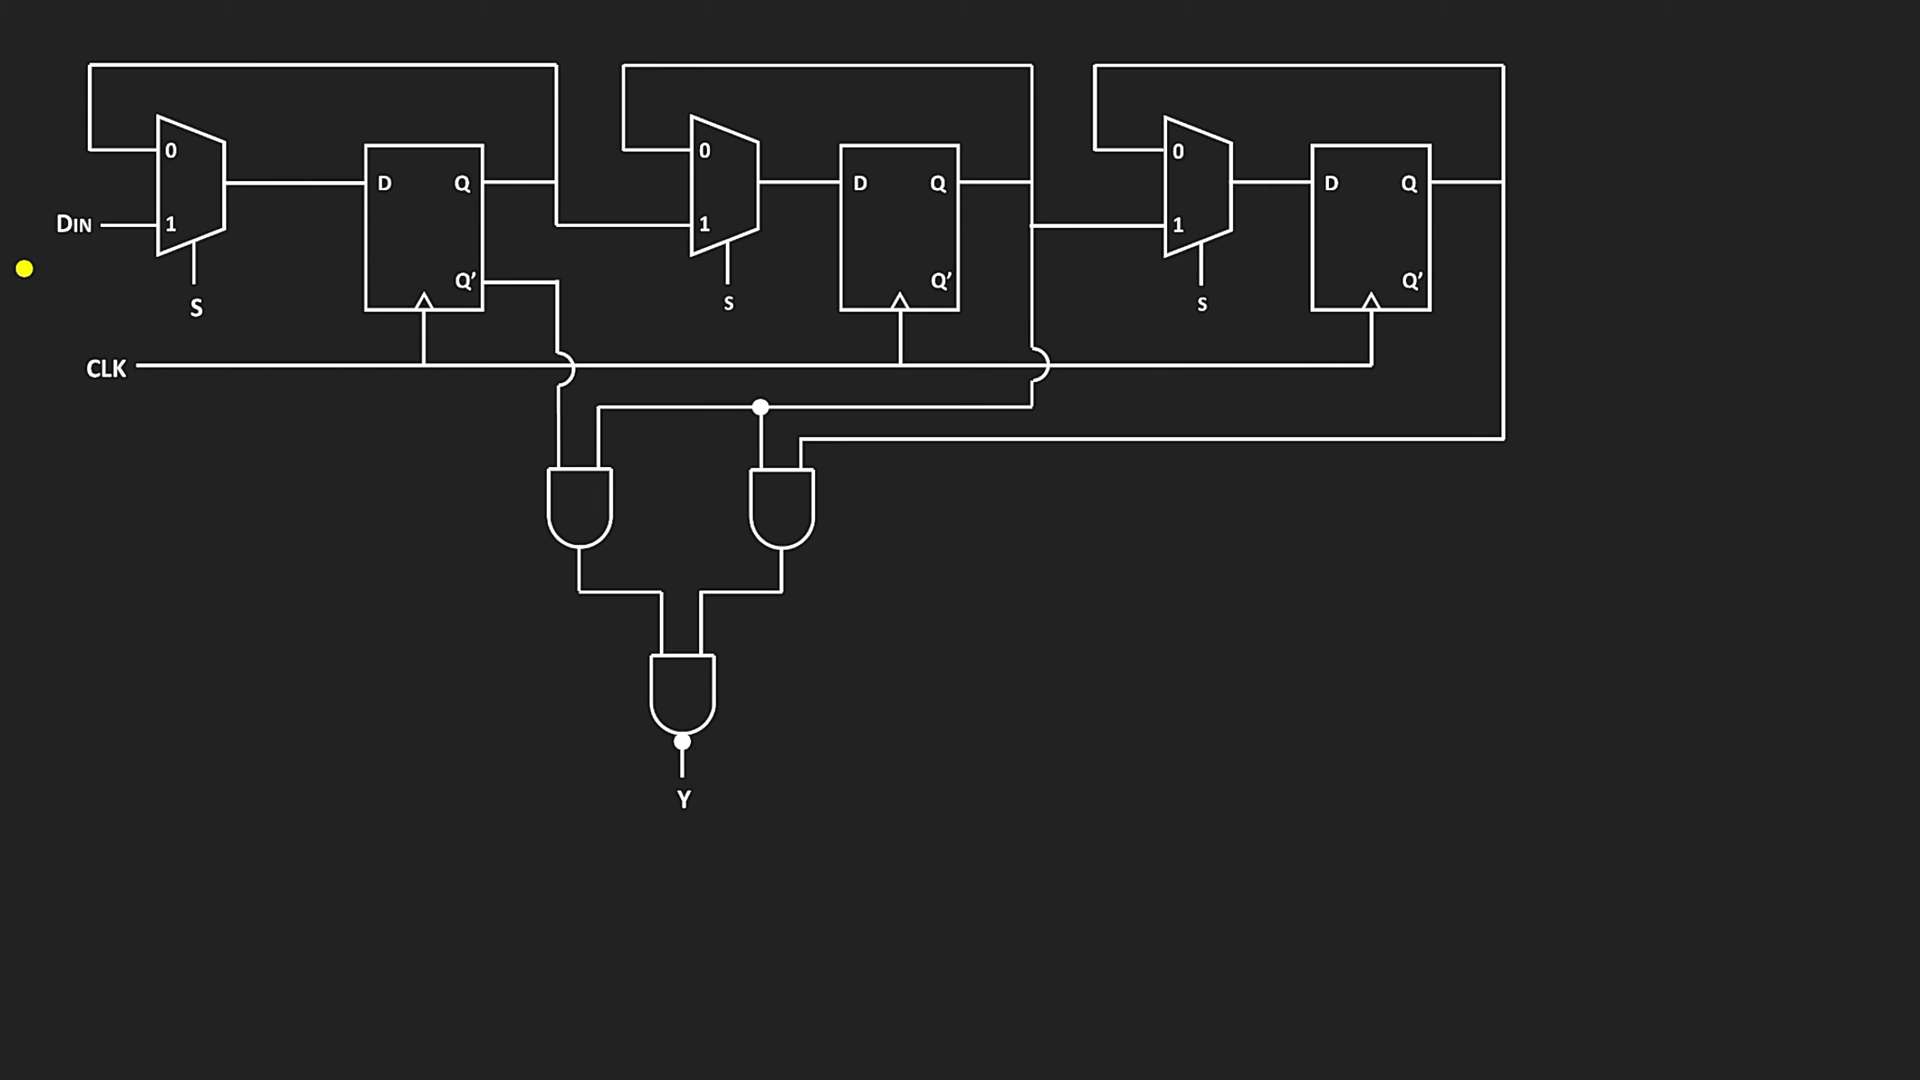 0 0 0
D Q D Q D Q
DIN 1 1 1
Q’ Q’ Q’
S S S
CLK
Y